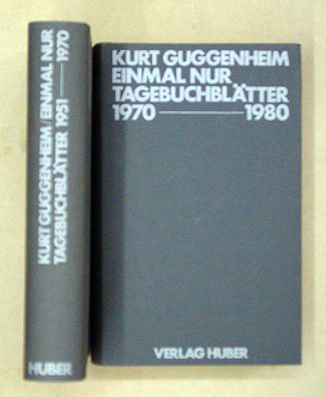 KURT GUGGENHEIM/EINMAL NUR
TAGEBUCHBLÄTTER 1951—1970
HUBER
KURT GUGGENHEIM
EINMAL NUR
TAGEBUCHBLÄTTER
1970—1980
VERLAG HUBER